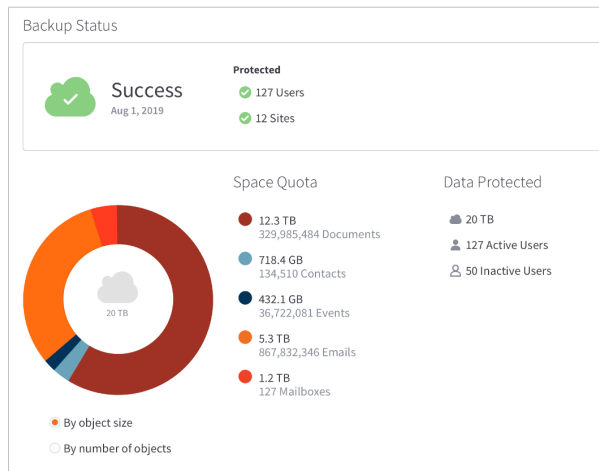 Backup Status
Success
Aug 1, 2019
Protected
127 Users
12 Sites
20 TB
By object size
By number of objects
Space Quota
12.3 TB
329,985,484 Documents
718.4 GB
134,510 Contacts
432.1 GB
36,722,081 Events
5.3 TB
867,832,346 Emails
1.2 TB
127 Mailboxes
Data Protected
20 TB
127 Active Users
50 Inactive Users